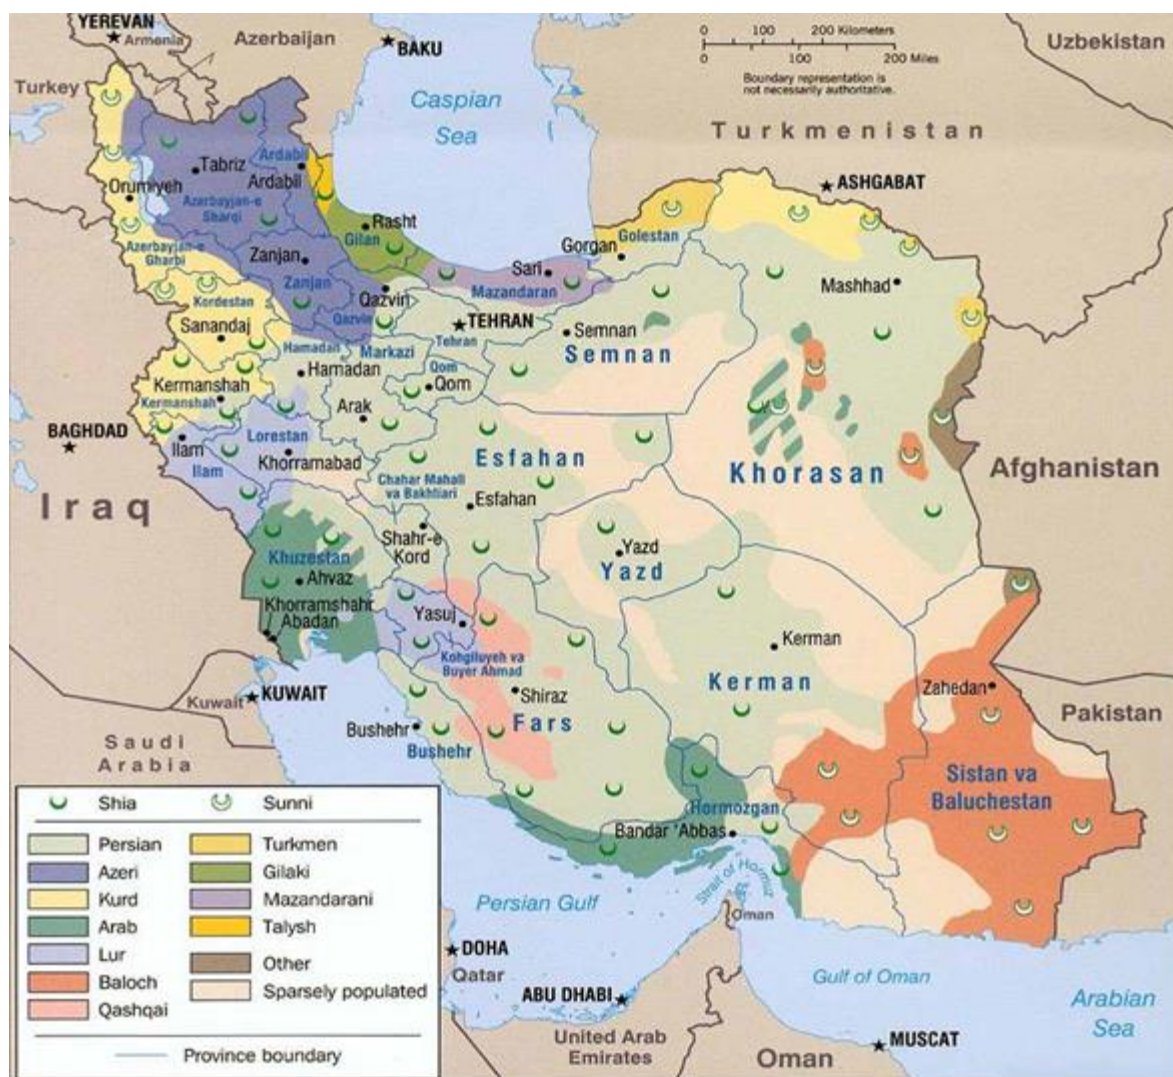 YEREVAN
Armenia
Azerbaijan
BAKU
0 100 200 Kilometers
0 100 200 Miles
Boundary representation is
not necessarily authoritative.
Uzbekistan
Turkey
Caspian
Sea
Turkmenistan
Ardabil
Tabriz
Ardabil
ASHGABAT
Orumiyeh
Azerbayjan-e
Sharqi
Rasht
Gilan
Golestan
Azerbayjan-e
Gharbi
Zanjan
Gorgan
Zanjan
Sari
Mashhad
Kordestan
Qazvin
Mazandaran
Qazvin
TEHRAN
Tehran
Semnan
Sanandaj
Hamadan
Markazi
Semnan
Hamadan
Qom
Qom
Kermanshah
Kermanshah
Arak
BAGHDAD
Ilam
Lorestan
Ilam
Khorramabad
Esfahan
Khorasan
Afghanistan
Chahar Mahall
va Bakhtiari
Iraq
Esfahan
Shahr-e
Kord
Khuzestan
Yazd
Yazd
Ahvaz
Khorramshahr
Abadan
Yasuj
Kerman
Kohgiluyeh va
Buyer Ahmad
Kerman
Zahedan
KUWAIT
Kuwait
Shiraz
Fars
Pakistan
Saudi
Arabia
Bushehr
Bushehr
Sistan va
Baluchestan
Hormozgan
Bandar 'Abbas
Strait of Hormuz
Persian Gulf
Oman
DOHA
Qatar
Gulf of Oman
ABU DHABI
Arabian
Sea
United Arab
Emirates
Oman
MUSCAT
Shia
Sunni
Persian
Azeri
Kurd
Arab
Lur
Baloch
Qashqai
Turkmen
Gilaki
Mazandarani
Talysh
Other
Sparsely populated
Province boundary